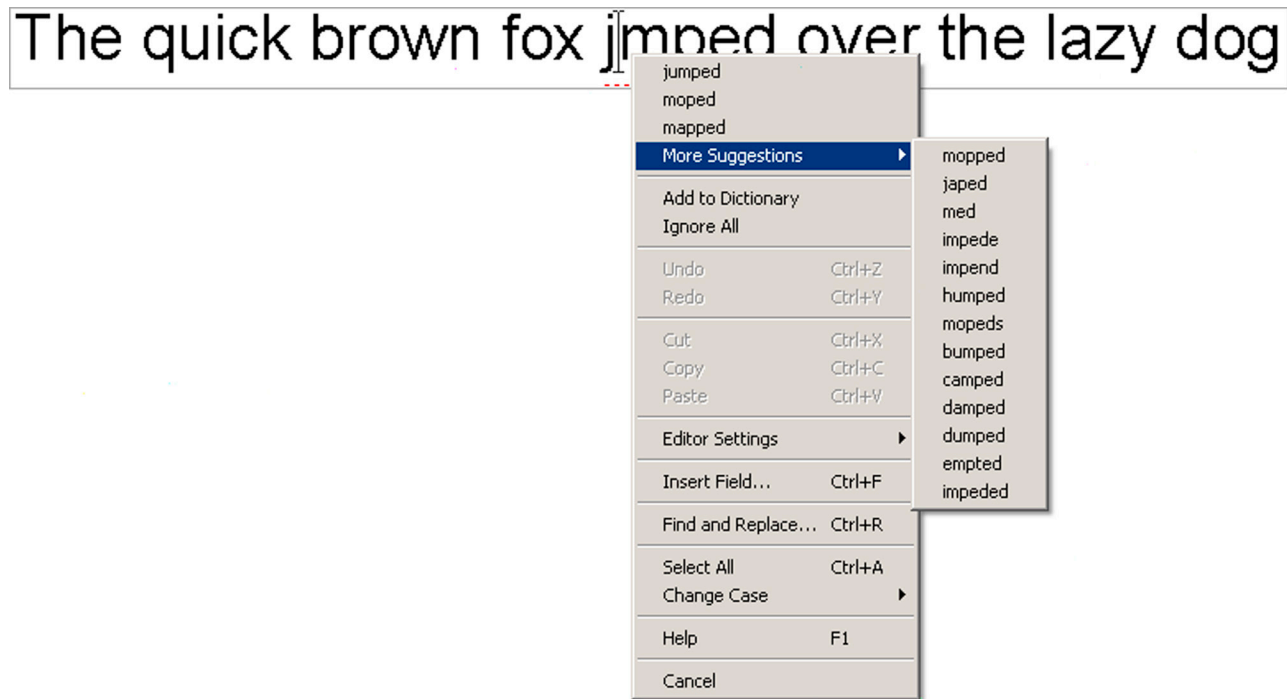 The quick brown fox jmped over the lazy dog
jumped
moped
mapped
More Suggestions
Add to Dictionary
Ignore All
Undo Ctrl+Z
Redo Ctrl+Y
Cut Ctrl+X
Copy Ctrl+C
Paste Ctrl+V
Editor Settings
Insert Field... Ctrl+F
Find and Replace... Ctrl+R
Select All Ctrl+A
Change Case
Help F1
Cancel
mopped
japed
med
impede
impend
humped
mopeds
bumped
camped
damped
dumped
empted
impeded